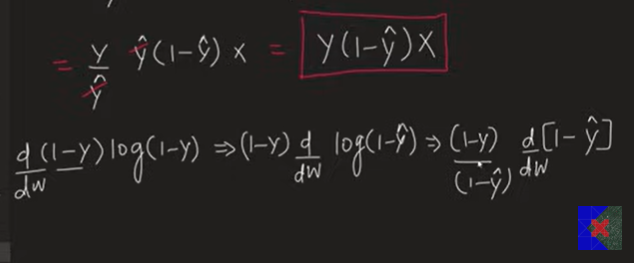 = y/ŷ ŷ(1-ŷ) x = y(1-ŷ)X
d/dw (1-y) log(1-y) ⇒ (1-y) d/dw log(1-ŷ) ⇒ (1-y)/(1-ŷ) d/dw [1-ŷ]